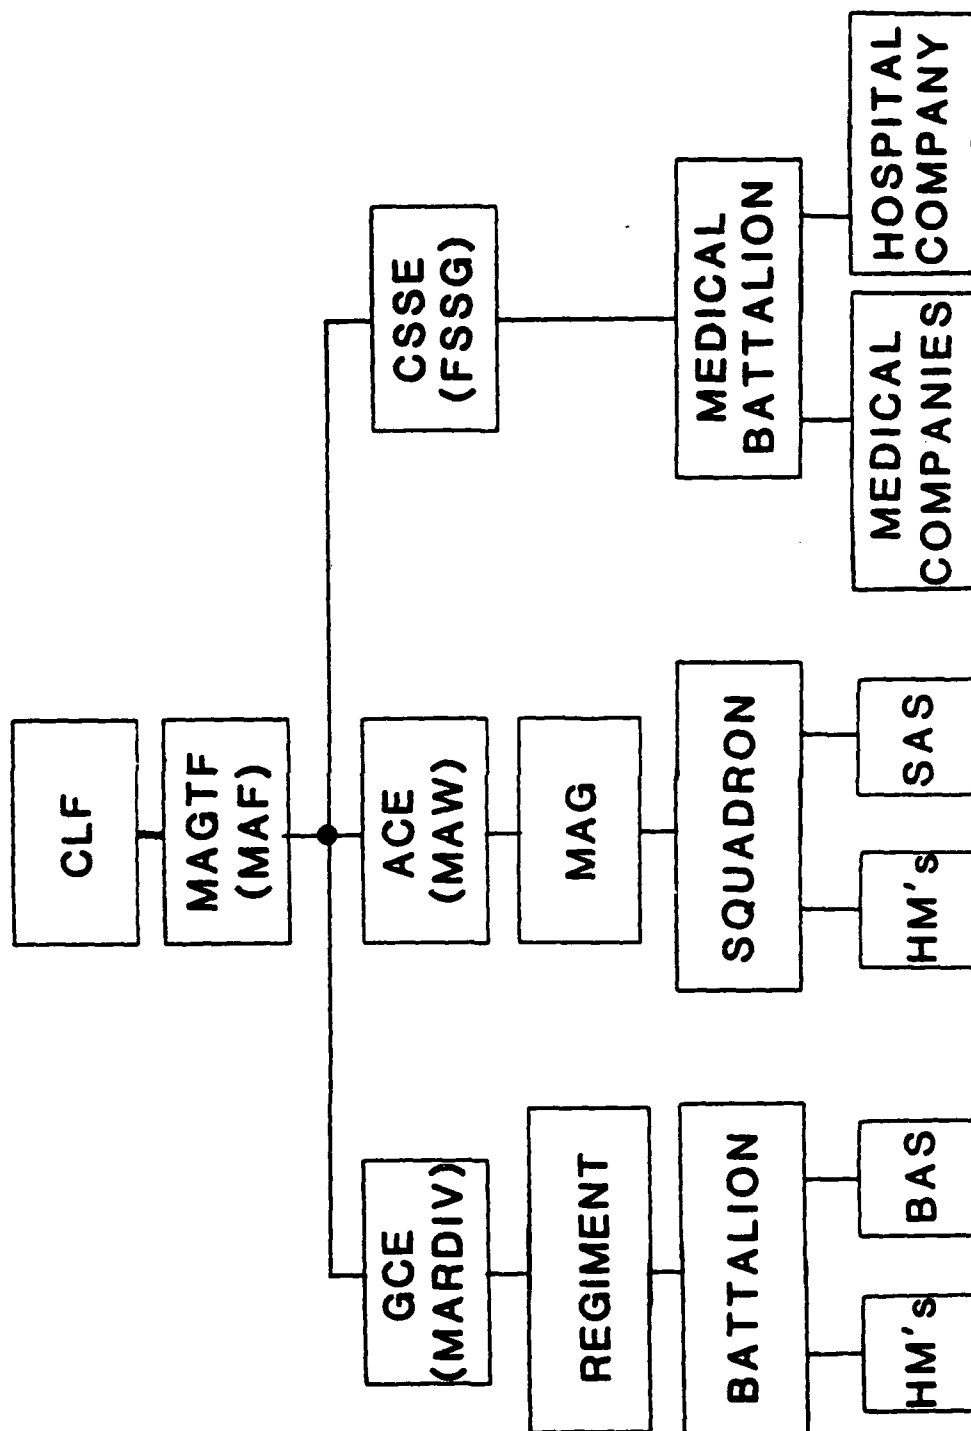 CLF
MAGTF
(MAF)
GCE
(MARDIV)
ACE
(MAW)
CSSE
(FSSG)
REGIMENT
MAG
BATTALION
SQUADRON
MEDICAL
BATTALION
HM's
BAS
HM's
SAS
MEDICAL
COMPANIES
HOSPITAL
COMPANY